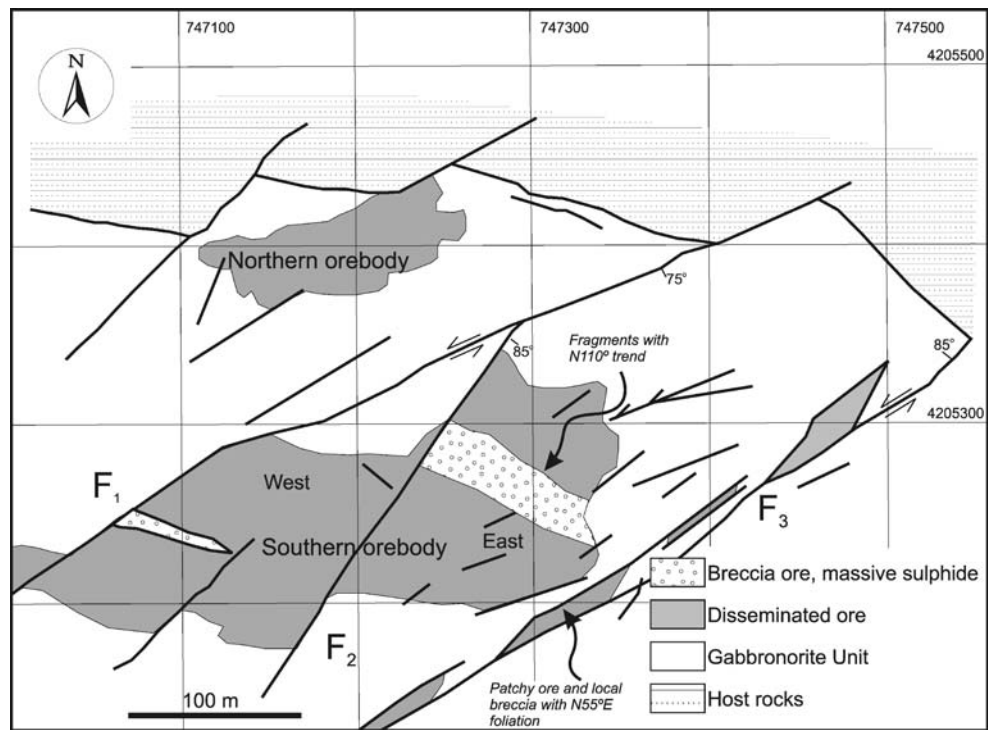 747100
747300
747500
4205500
N
Northern orebody
75°
85°
Fragments with
N110º trend
85°
4205300
West
F1
Southern orebody
East
F3
Breccia ore, massive sulphide
Disseminated ore
F2
Gabbronorite Unit
Patchy ore and local
breccia with N55ºE
foliation
Host rocks
100 m